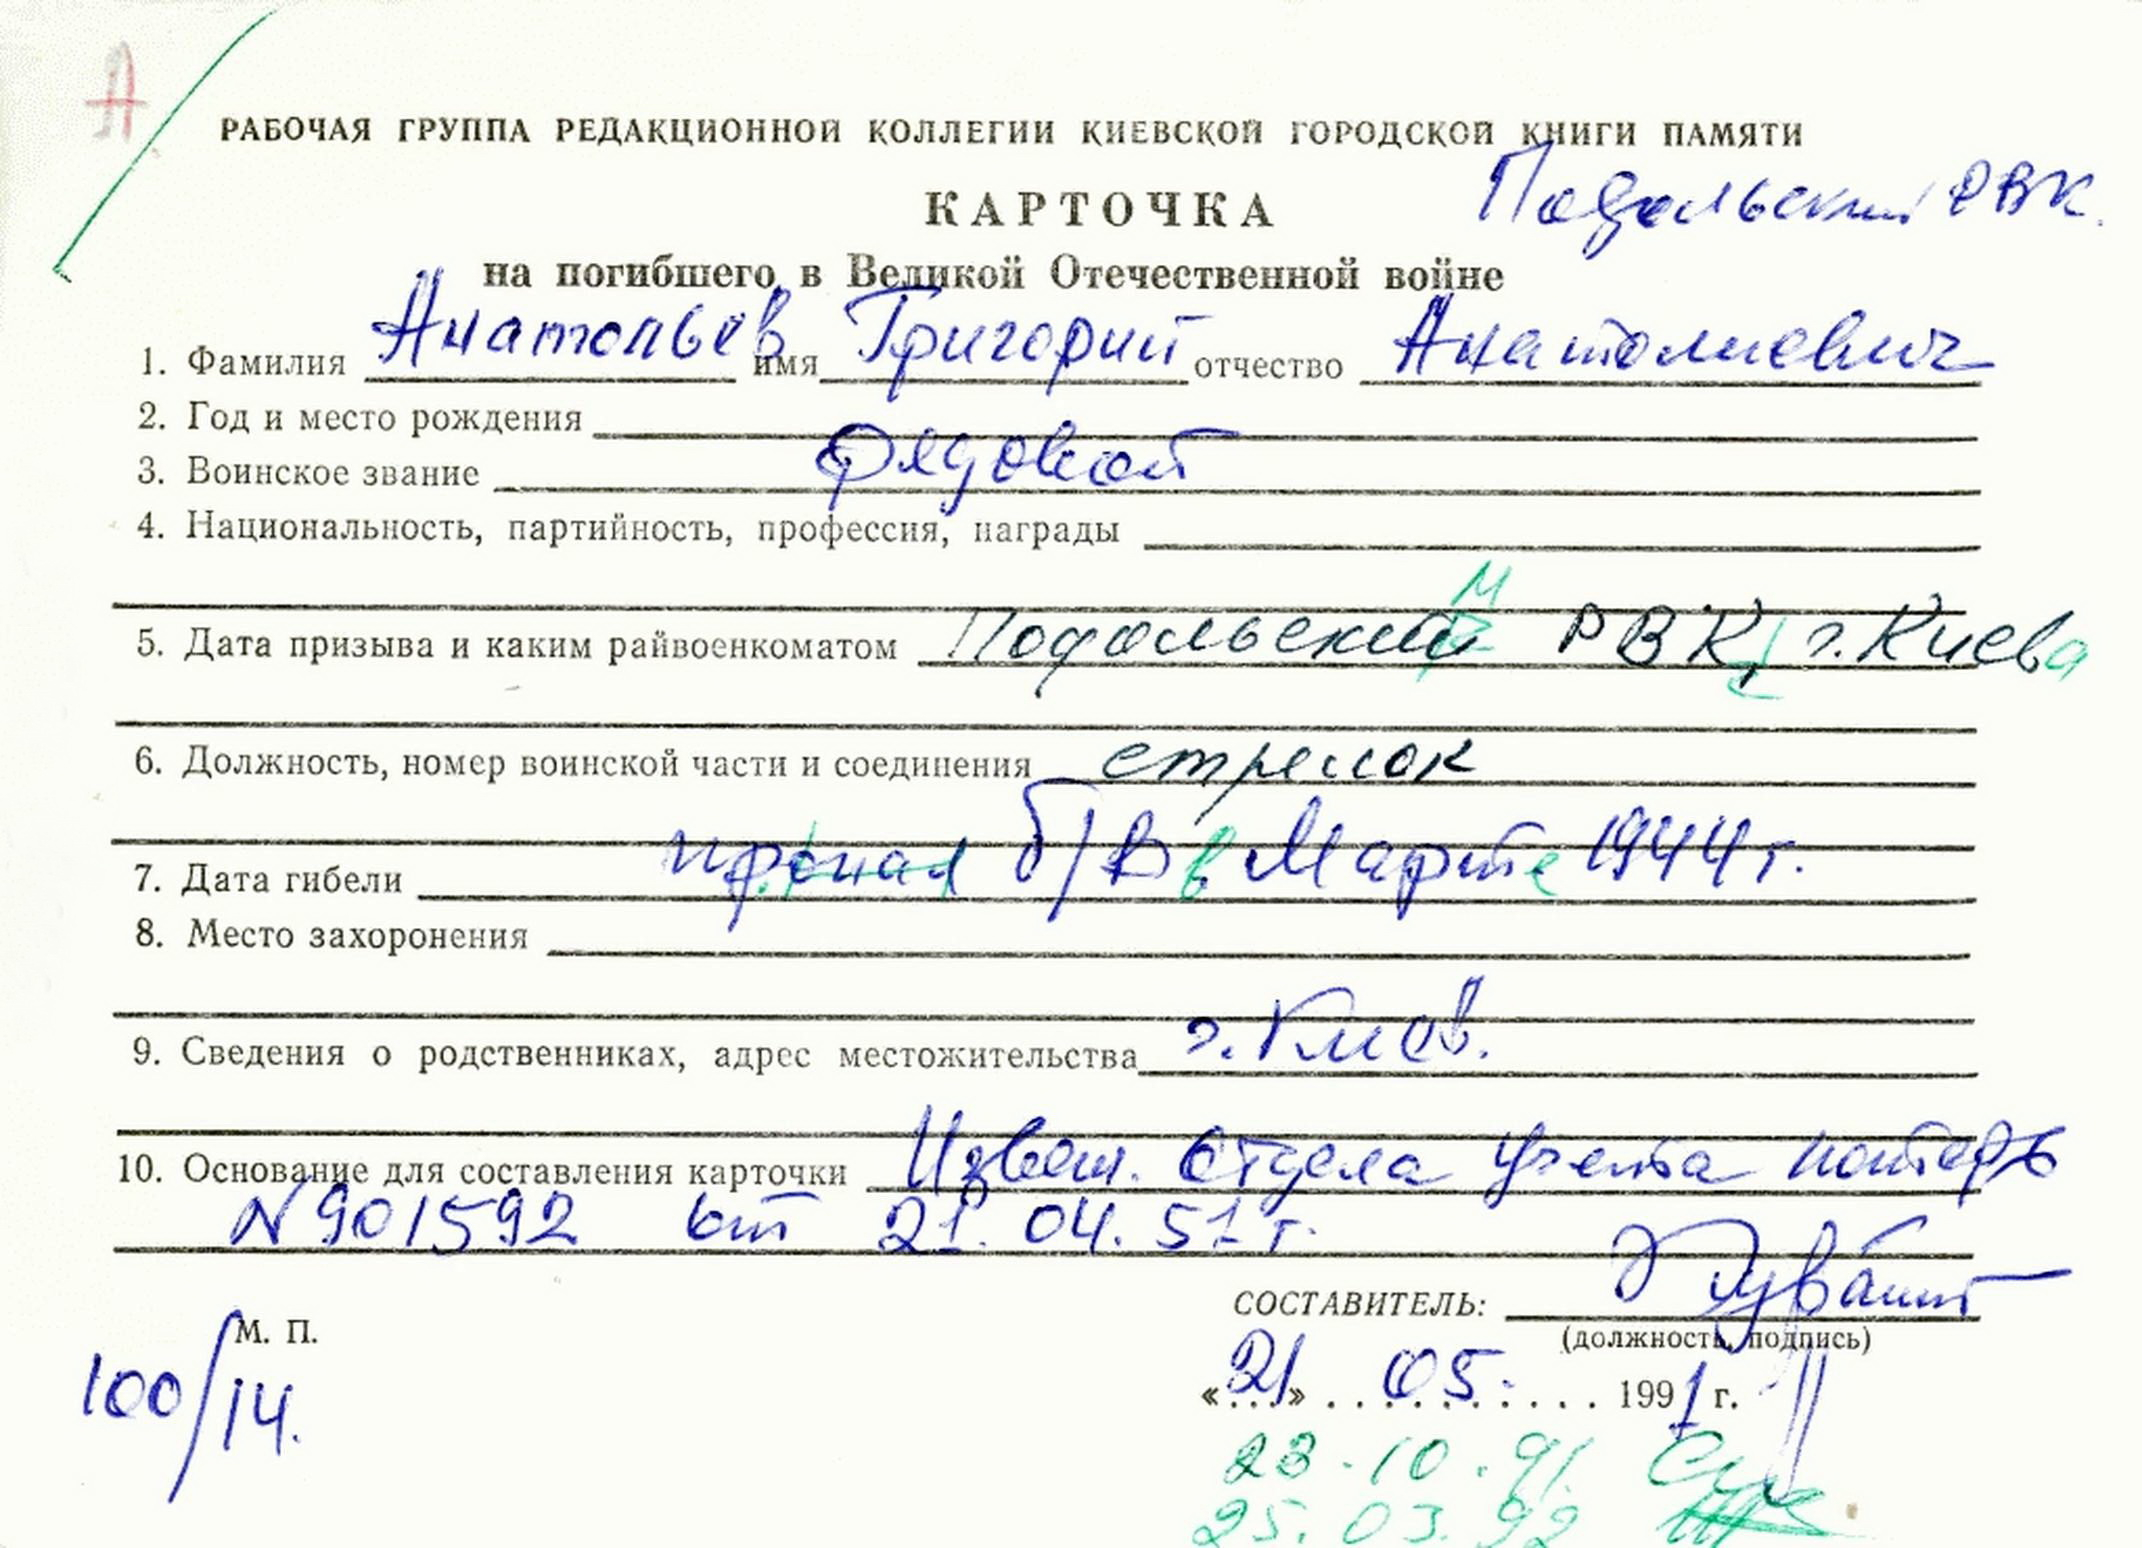 А
РАБОЧАЯ ГРУППА РЕДАКЦИОННОЙ КОЛЛЕГИИ КИЕВСКОЙ ГОРОДСКОЙ КНИГИ ПАМЯТИ
Подольский РВК.
КАРТОЧКА
на погибшего в Великой Отечественной войне
1. Фамилия Анатольев имя Григорий отчество Анатолиевич
2. Год и место рождения
3. Воинское звание рядовой
4. Национальность, партийность, профессия, награды
М
5. Дата призыва и каким райвоенкоматом Подольский РВК, г. Киева
6. Должность, номер воинской части и соединения стрелок
7. Дата гибели пропал б/В в Марте 1944 г.
8. Место захоронения
9. Сведения о родственниках, адрес местожительства г. Киев.
10. Основание для составления карточки Извещ. Отдела учета потерь
N 901592 от 21.04.51 г.
СОСТАВИТЕЛЬ:
М. П. (должность, подпись)
100/14. «21» 05. 1991 г.
23.10.91
25.03.92